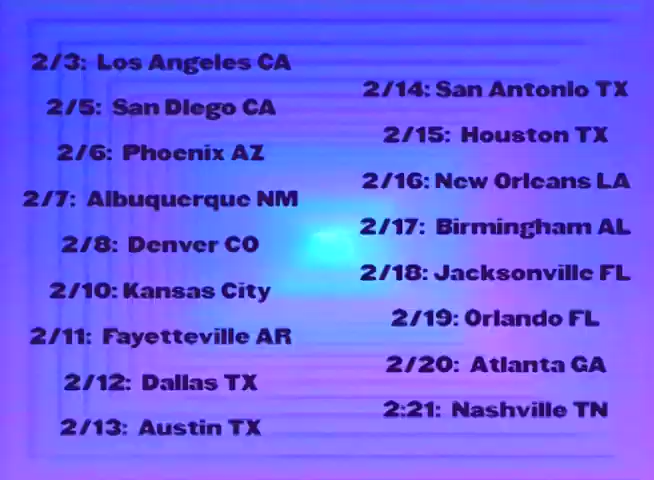 2/3: Los Angeles CA
2/5: San Diego CA
2/6: Phoenix AZ
2/7: Albuquerque NM
2/8: Denver CO
2/10: Kansas City
2/11: Fayetteville AR
2/12: Dallas TX
2/13: Austin TX
2/14: San Antonio TX
2/15: Houston TX
2/16: New Orleans LA
2/17: Birmingham AL
2/18: Jacksonville FL
2/19: Orlando FL
2/20: Atlanta GA
2:21: Nashville TN